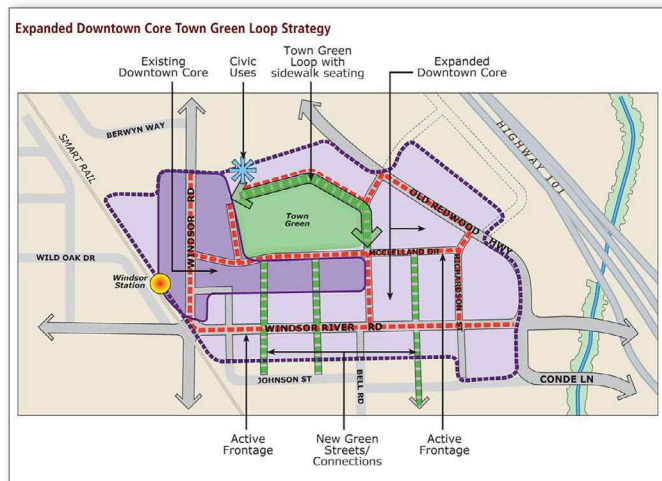 Expanded Downtown Core Town Green Loop Strategy
Existing
Downtown Core
Civic
Uses
Town Green
Loop with
sidewalk seating
Expanded
Downtown Core
BERWYN WAY
SMART RAIL
HIGHWAY 101
WINDSOR RD
OLD REDWOOD HWY
Town
Green
MCCLELLAND DR
WILD OAK DR
Windsor
Station
RICHARDSON ST
WINDSOR RIVER RD
JOHNSON ST
BELL RD
CONDE LN
Active
Frontage
New Green
Streets/
Connections
Active
Frontage